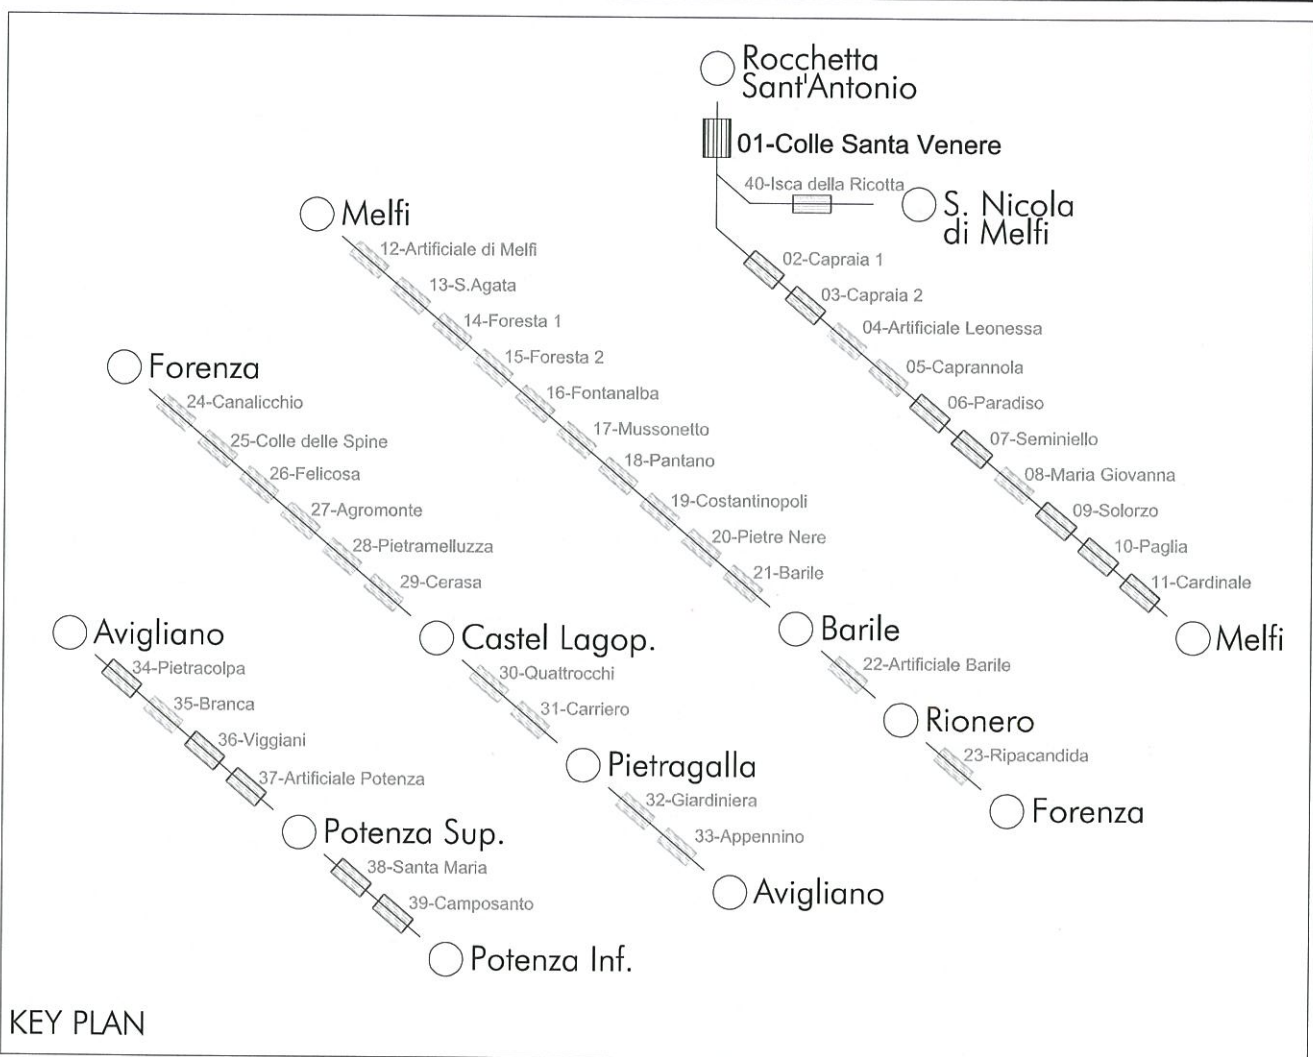 Rocchetta
Sant'Antonio
01-Colle Santa Venere
40-Isca della Ricotta
S. Nicola
di Melfi
02-Capraia 1
03-Capraia 2
04-Artificiale Leonessa
05-Caprannola
06-Paradiso
07-Seminiello
08-Maria Giovanna
09-Solorzo
10-Paglia
11-Cardinale
Melfi
Melfi
12-Artificiale di Melfi
13-S.Agata
14-Foresta 1
15-Foresta 2
16-Fontanalba
17-Mussonetto
18-Pantano
19-Costantinopoli
20-Pietre Nere
21-Barile
Barile
22-Artificiale Barile
Rionero
23-Ripacandida
Forenza
Forenza
24-Canalicchio
25-Colle delle Spine
26-Felicosa
27-Agromonte
28-Pietramelluzza
29-Cerasa
Castel Lagop.
30-Quattrocchi
31-Carriero
Pietragalla
32-Giardiniera
33-Appennino
Avigliano
Avigliano
34-Pietracolpa
35-Branca
36-Viggiani
37-Artificiale Potenza
Potenza Sup.
38-Santa Maria
39-Camposanto
Potenza Inf.
KEY PLAN